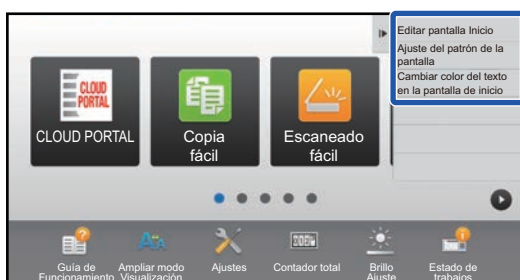 Editar pantalla Inicio
Ajuste del patrón de la
pantalla
Cambiar color del texto
en la pantalla de inicio
CLOUD
PORTAL
CLOUD PORTAL
Copia
fácil
Escaneado
fácil
Guía de
Funcionamiento
Ampliar modo
Visualización
Ajustes
Contador total
Brillo
Ajuste
Estado de
trabajos